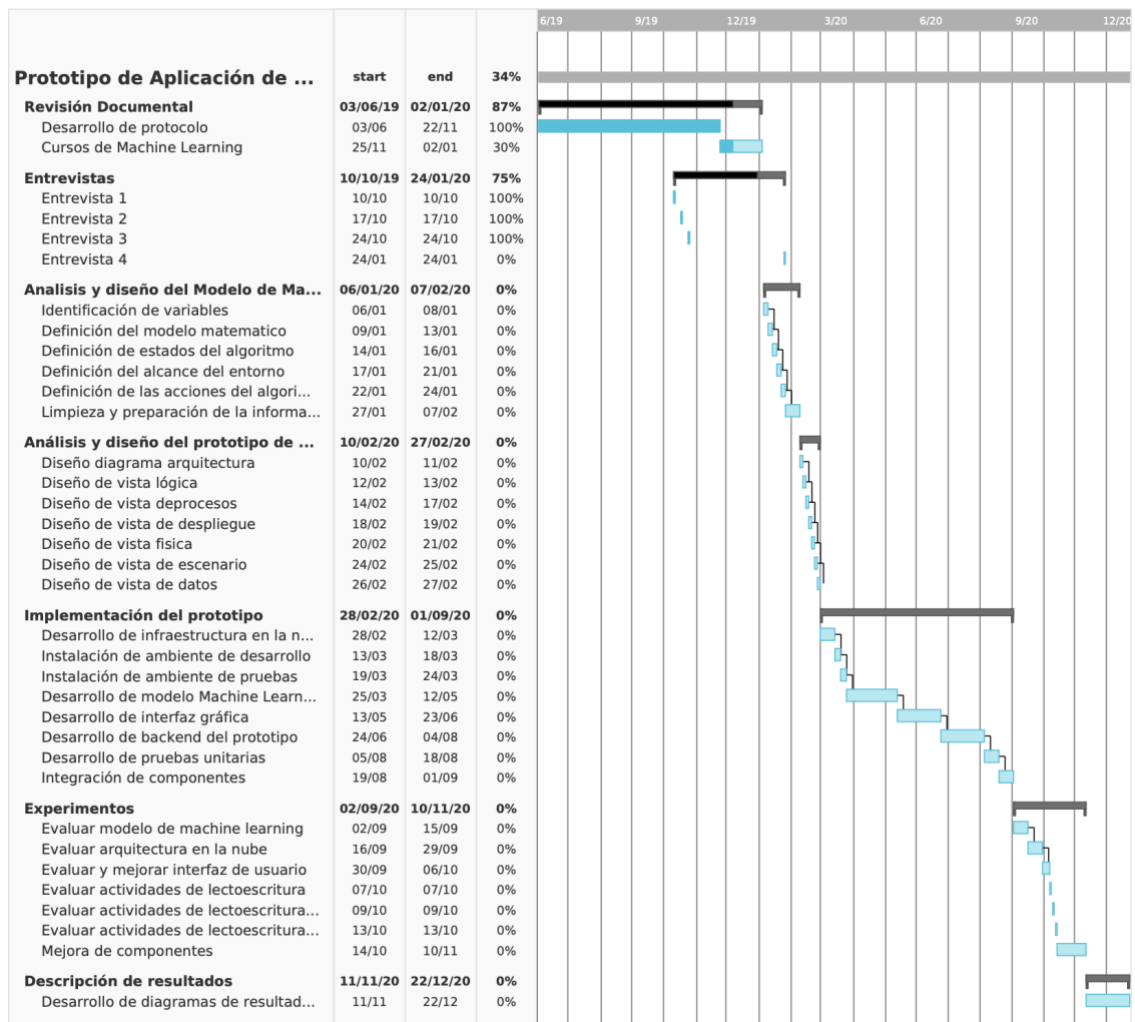 6/19 9/19 12/19 3/20 6/20 9/20 12/20
Prototipo de Aplicación de ... start end 34%
Revisión Documental 03/06/19 02/01/20 87%
Desarrollo de protocolo 03/06 22/11 100%
Cursos de Machine Learning 25/11 02/01 30%
Entrevistas 10/10/19 24/01/20 75%
Entrevista 1 10/10 10/10 100%
Entrevista 2 17/10 17/10 100%
Entrevista 3 24/10 24/10 100%
Entrevista 4 24/01 24/01 0%
Analisis y diseño del Modelo de Ma... 06/01/20 07/02/20 0%
Identificación de variables 06/01 08/01 0%
Definición del modelo matematico 09/01 13/01 0%
Definición de estados del algoritmo 14/01 16/01 0%
Definición del alcance del entorno 17/01 21/01 0%
Definición de las acciones del algori... 22/01 24/01 0%
Limpieza y preparación de la informa... 27/01 07/02 0%
Análisis y diseño del prototipo de ... 10/02/20 27/02/20 0%
Diseño diagrama arquitectura 10/02 11/02 0%
Diseño de vista lógica 12/02 13/02 0%
Diseño de vista deprocesos 14/02 17/02 0%
Diseño de vista de despliegue 18/02 19/02 0%
Diseño de vista fisica 20/02 21/02 0%
Diseño de vista de escenario 24/02 25/02 0%
Diseño de vista de datos 26/02 27/02 0%
Implementación del prototipo 28/02/20 01/09/20 0%
Desarrollo de infraestructura en la n... 28/02 12/03 0%
Instalación de ambiente de desarrollo 13/03 18/03 0%
Instalación de ambiente de pruebas 19/03 24/03 0%
Desarrollo de modelo Machine Learn... 25/03 12/05 0%
Desarrollo de interfaz gráfica 13/05 23/06 0%
Desarrollo de backend del prototipo 24/06 04/08 0%
Desarrollo de pruebas unitarias 05/08 18/08 0%
Integración de componentes 19/08 01/09 0%
Experimentos 02/09/20 10/11/20 0%
Evaluar modelo de machine learning 02/09 15/09 0%
Evaluar arquitectura en la nube 16/09 29/09 0%
Evaluar y mejorar interfaz de usuario 30/09 06/10 0%
Evaluar actividades de lectoescritura 07/10 07/10 0%
Evaluar actividades de lectoescritura... 09/10 09/10 0%
Evaluar actividades de lectoescritura... 13/10 13/10 0%
Mejora de componentes 14/10 10/11 0%
Descripción de resultados 11/11/20 22/12/20 0%
Desarrollo de diagramas de resultad... 11/11 22/12 0%